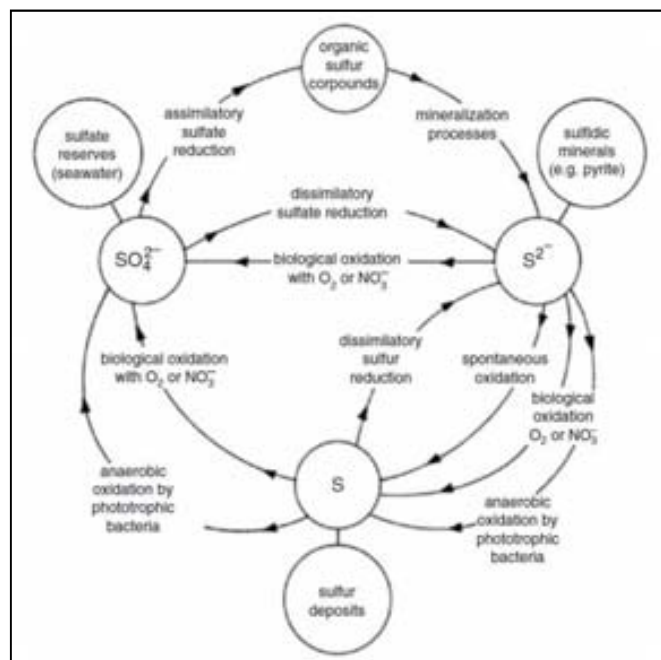 organic
sulfur
corpounds
assimilatory
sulfate
reduction
mineralization
processes
sulfate
reserves
(seawater)
sulfidic
minerals
(e.g. pyrite)
dissimilatory
sulfate reduction
SO₄²⁻
S²⁻
biological oxidation
with O₂ or NO₃⁻
biological oxidation
with O₂ or NO₃⁻
dissimilatory
sulfur
reduction
spontaneous
oxidation
biological
oxidation
O₂ or NO₃⁻
anaerobic
oxidation by
phototrophic
bacteria
S
anaerobic
oxidation by
phototrophic
bacteria
sulfur
deposits